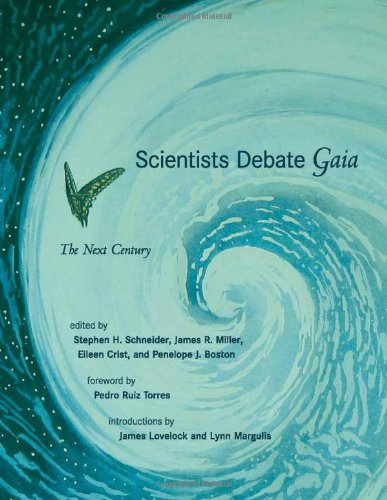 Scientists Debate Gaia
The Next Century
edited by
Stephen H. Schneider, James R. Miller,
Eileen Crist, and Penelope J. Boston
foreword by
Pedro Ruiz Torres
introductions by
James Lovelock and Lynn Margulis